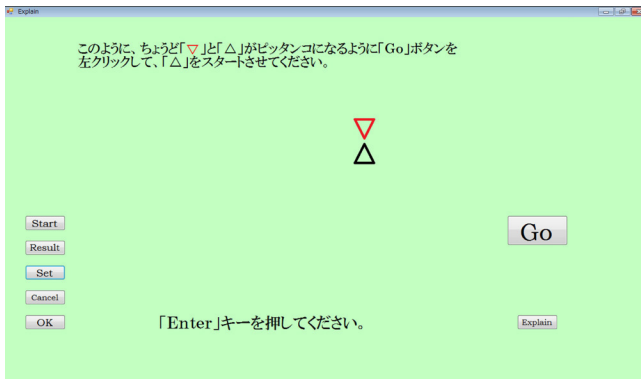 Explain
このように、ちょうど「▽」と「△」がピッタンコになるように「Go」ボタンを
左クリックして、「△」をスタートさせてください。
Start
Go
Result
Set
Cancel
OK
「Enter」キーを押してください。
Explain